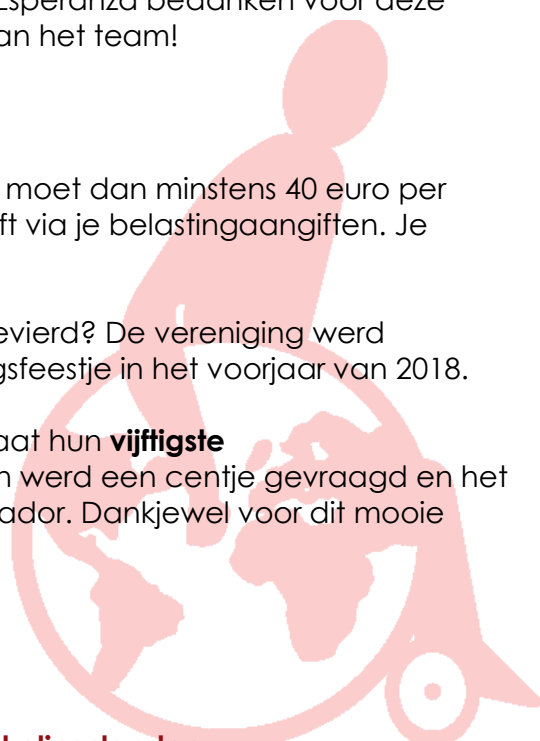 Esperanza bedanken voor deze
an het team!
moet dan minstens 40 euro per
ft via je belastingaangiften. Je
evierd? De vereniging werd
gsfeestje in het voorjaar van 2018.
aat hun vijftigste
n werd een centje gevraagd en het
ador. Dankjewel voor dit mooie